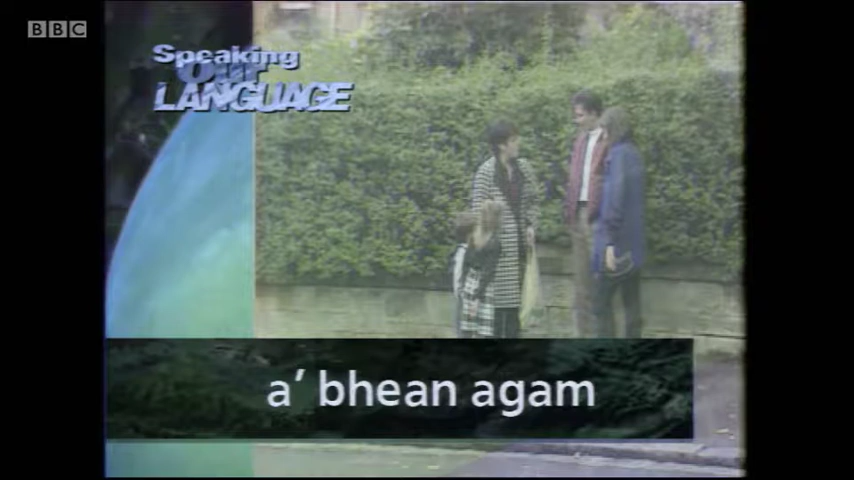 BBC
Speaking
Our
LANGUAGE
a' bhean agam